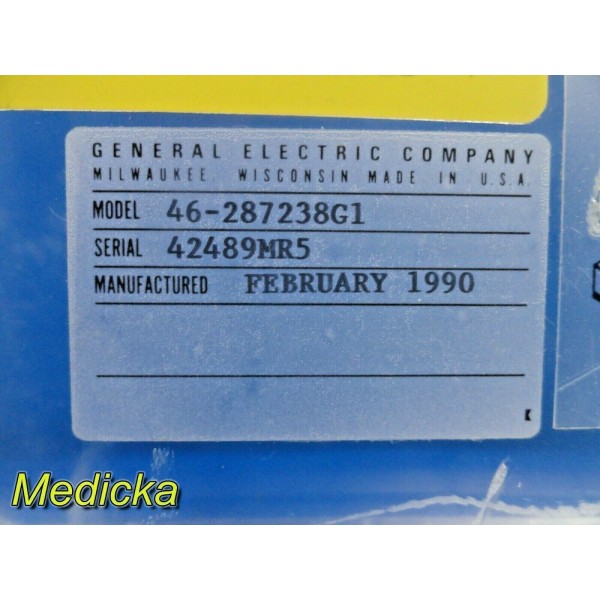 GENERAL ELECTRIC COMPANY
MILWAUKEE, WISCONSIN MADE IN U.S.A.
MODEL 46-287238G1
SERIAL 42489MR5
MANUFACTURED FEBRUARY 1990
K
Medicka